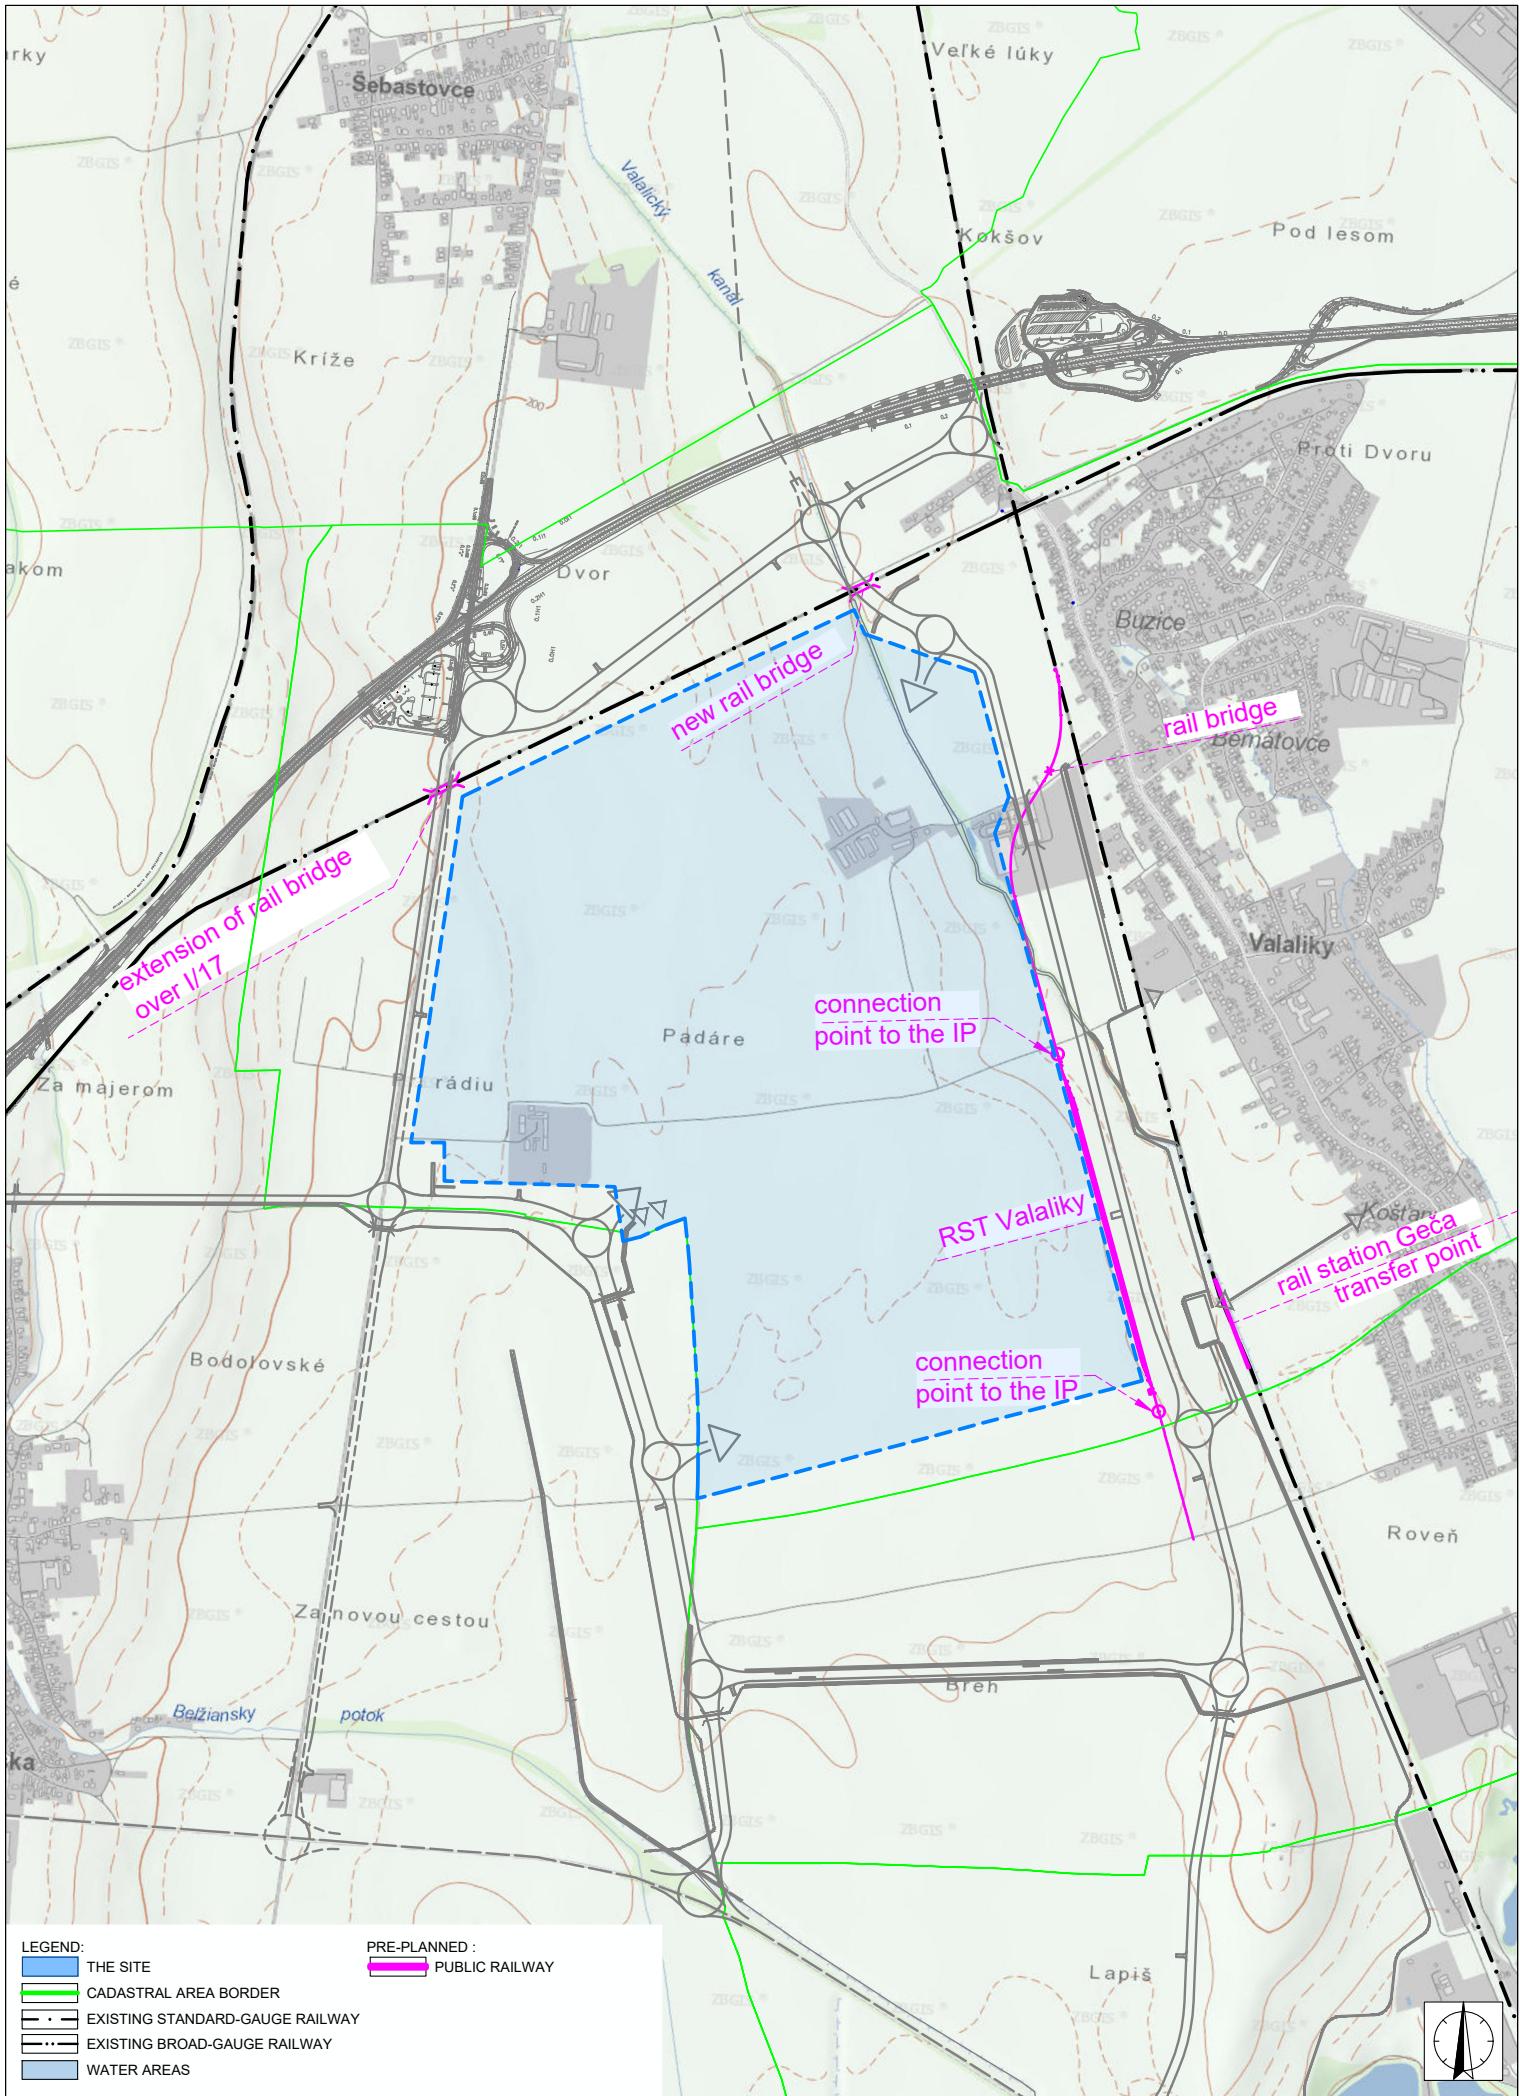 Veľké lúky
Šebastovce
Valalický
kanál
Kokšov
Pod lesom
Kríže
200
Proti Dvoru
Dvor
Buzice
new rail bridge
rail bridge
Bernátovce
extension of rail bridge
over I/17
Valaliky
connection
point to the IP
Padáre
Za majerom
RST Valaliky
rail station Geča
transfer point
Bodolovské
connection
point to the IP
Roveň
Za novou cestou
Breh
Belžiansky
potok
Lapiš
LEGEND:
THE SITE
CADASTRAL AREA BORDER
EXISTING STANDARD-GAUGE RAILWAY
EXISTING BROAD-GAUGE RAILWAY
WATER AREAS
PRE-PLANNED :
PUBLIC RAILWAY